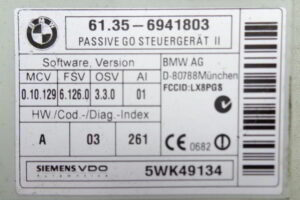 BMW
61.35 - 6941803
PASSIVE GO STEUERGERÄT II
Software, Version
MCV FSV OSV AI
0.10.129 6.126.0 3.3.0 01
HW./Cod-/Diag.-Index
A 03 261
BMW AG
D-80788München
FCCID:LX8PGS
CE 0682 !
SIEMENS VDO
Automotive
5WK49134